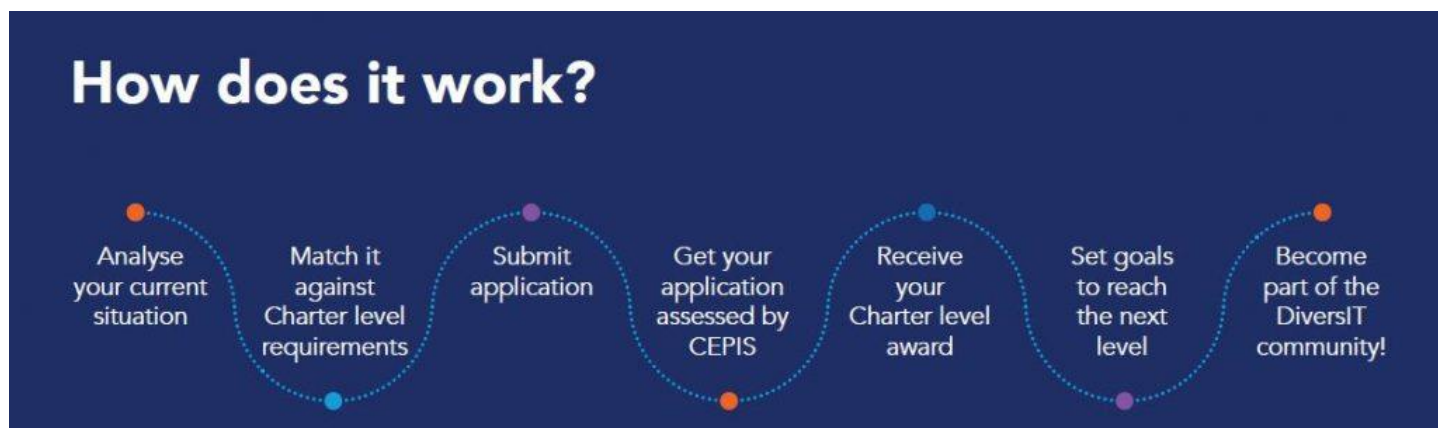 How does it work?
Analyse
your current
situation
Match it
against
Charter level
requirements
Submit
application
Get your
application
assessed by
CEPIS
Receive
your
Charter level
award
Set goals
to reach
the next
level
Become
part of the
DiversIT
community!